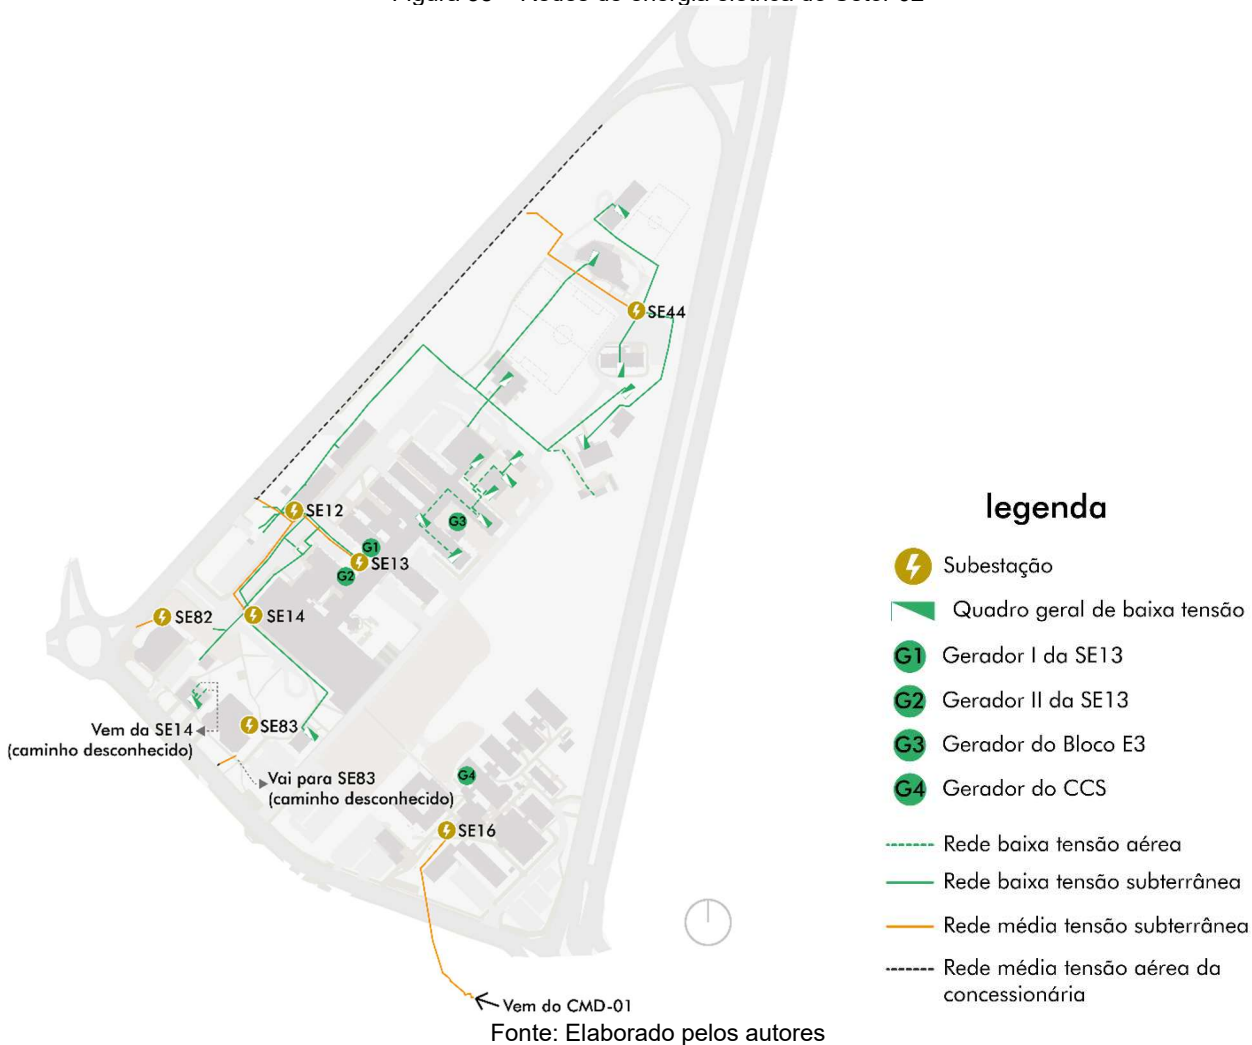 SE44
SE12
G3
G1
SE13
G2
SE14
SE82
Vem da SE14
(caminho desconhecido)
SE83
Vai para SE83
(caminho desconhecido)
G4
SE16
Vem do CMD-01
legenda
Subestação
Quadro geral de baixa tensão
G1 Gerador I da SE13
G2 Gerador II da SE13
G3 Gerador do Bloco E3
G4 Gerador do CCS
Rede baixa tensão aérea
Rede baixa tensão subterrânea
Rede média tensão subterrânea
Rede média tensão aérea da
concessionária
Fonte: Elaborado pelos autores